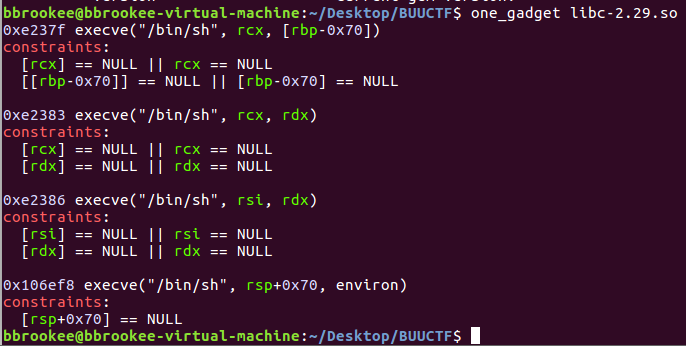 bbrookee@bbrookee-virtual-machine:~/Desktop/BUUCTF$ one_gadget libc-2.29.so
0xe237f execve("/bin/sh", rcx, [rbp-0x70])
constraints:
  [rcx] == NULL || rcx == NULL
  [[rbp-0x70]] == NULL || [rbp-0x70] == NULL

0xe2383 execve("/bin/sh", rcx, rdx)
constraints:
  [rcx] == NULL || rcx == NULL
  [rdx] == NULL || rdx == NULL

0xe2386 execve("/bin/sh", rsi, rdx)
constraints:
  [rsi] == NULL || rsi == NULL
  [rdx] == NULL || rdx == NULL

0x106ef8 execve("/bin/sh", rsp+0x70, environ)
constraints:
  [rsp+0x70] == NULL
bbrookee@bbrookee-virtual-machine:~/Desktop/BUUCTF$